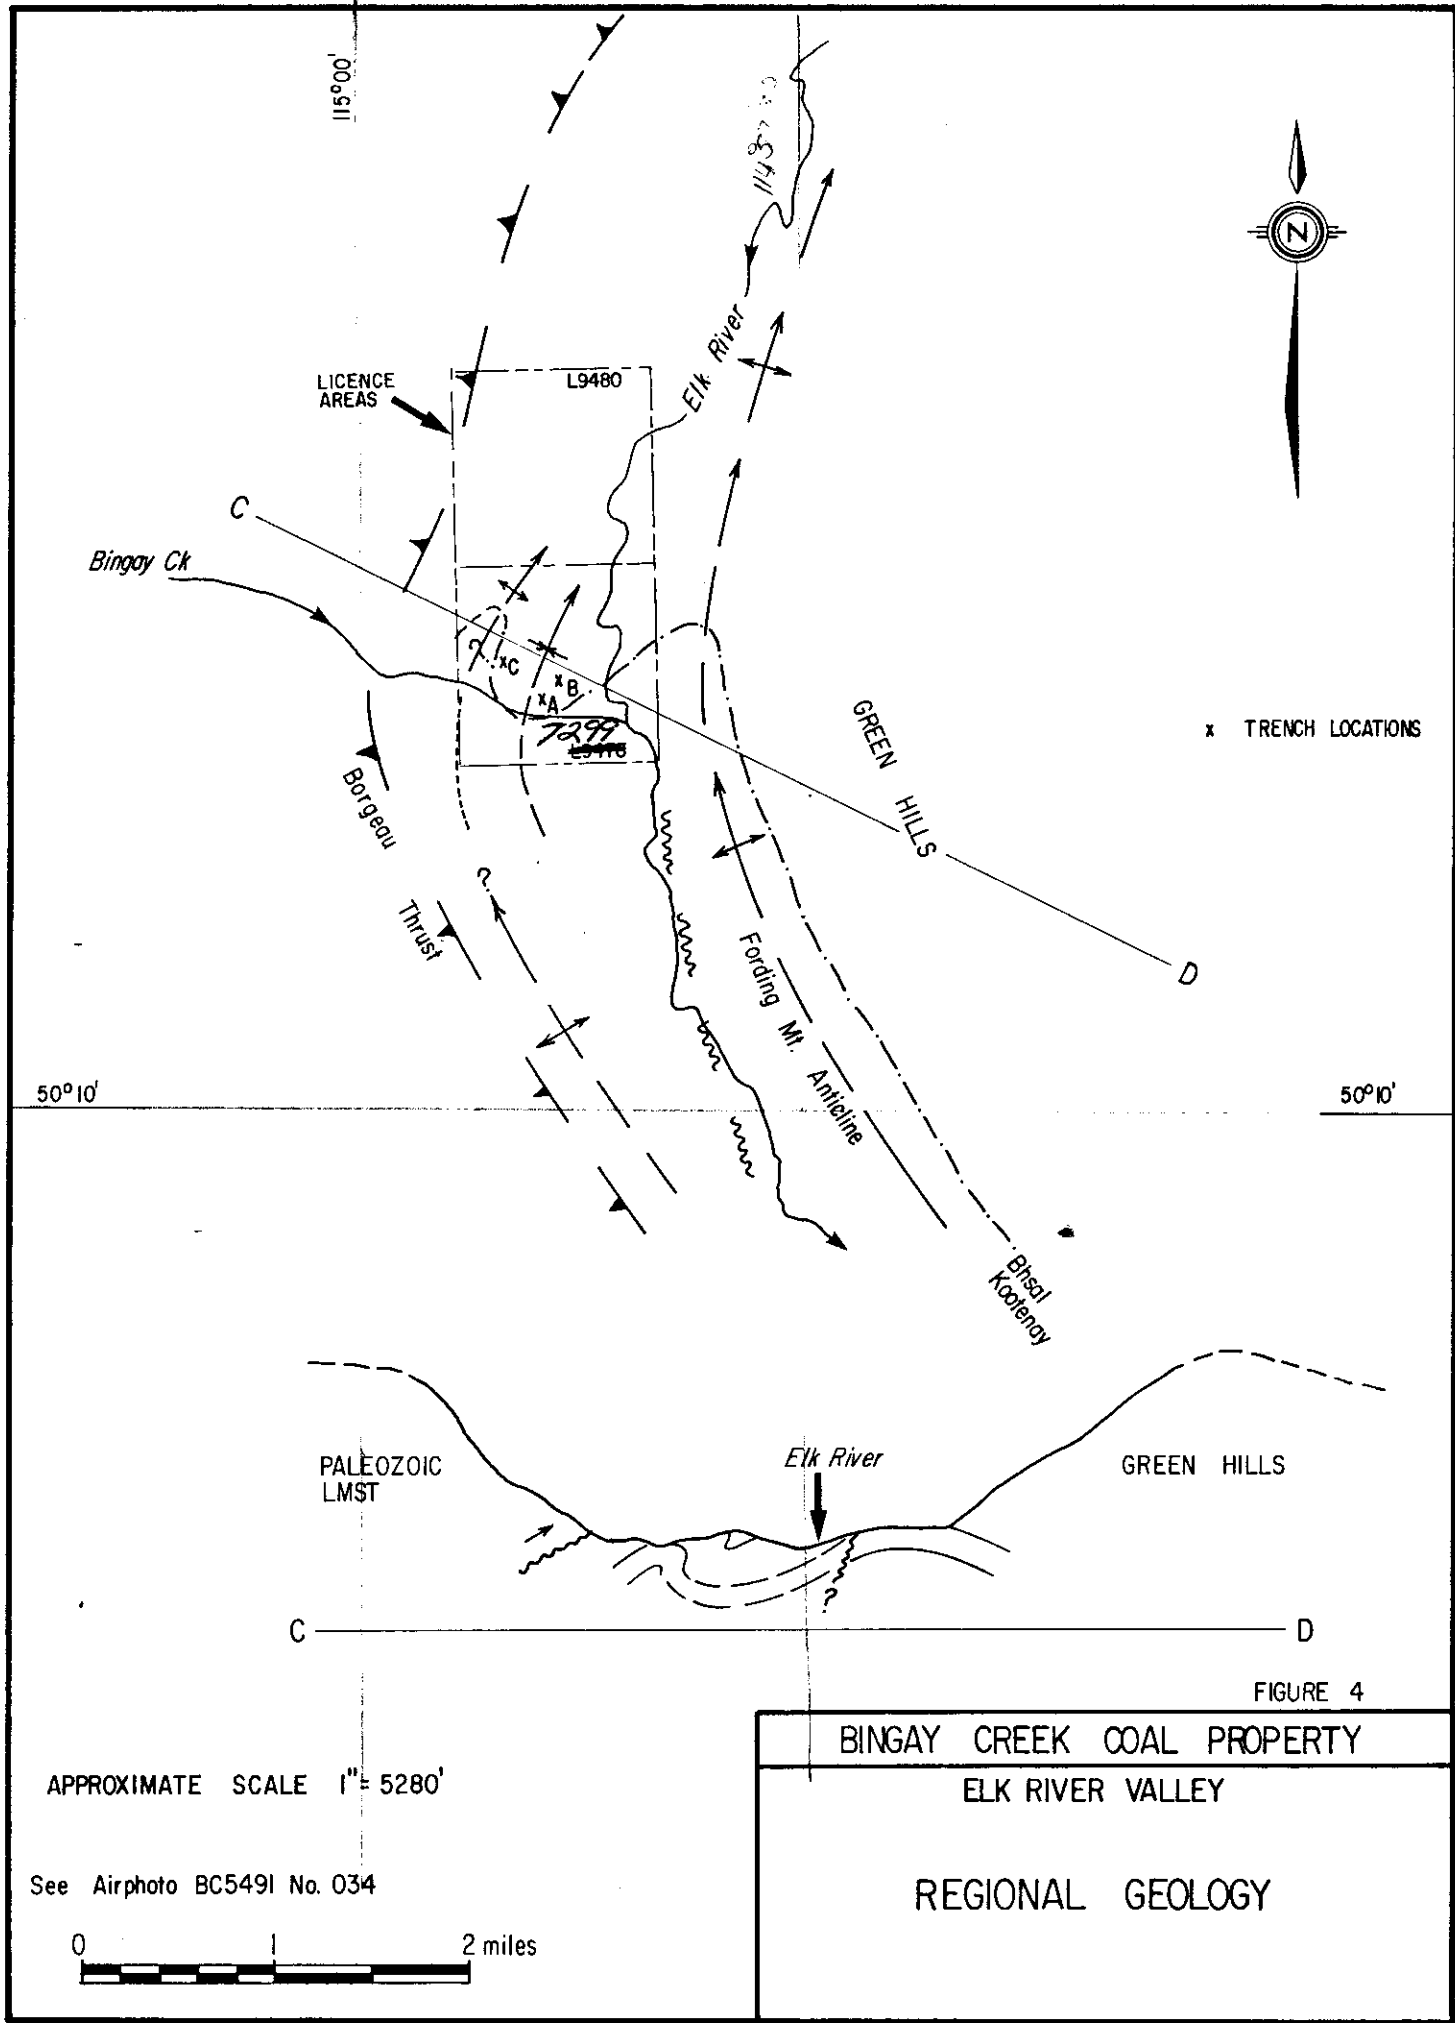 115°00'
N
LICENCE
AREAS
L9480
Elk River
C
Bingay Ck
?
xC
xB
xA
7299
GREEN HILLS
x TRENCH LOCATIONS
Borgeau Thrust
?
Fording Mt. Anticline
D
50°10'
50°10'
Bhsal
Kootenay
PALEOZOIC
LMST
Elk River
GREEN HILLS
?
C
D
FIGURE 4
BINGAY CREEK COAL PROPERTY
ELK RIVER VALLEY
REGIONAL GEOLOGY
APPROXIMATE SCALE 1"= 5280'
See Airphoto BC5491 No. 034
0 1 2 miles